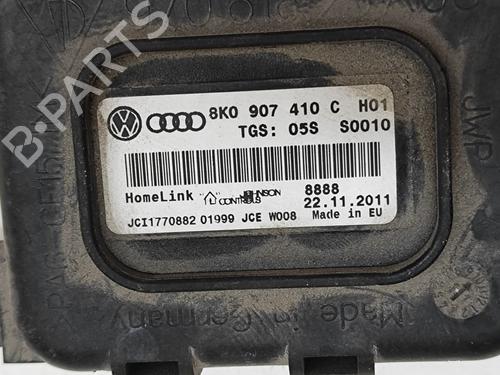 8K0 907 410 C H01
TGS: 05S S0010
HomeLink JOHNSON CONTROLS 8888
22.11.2011
JCI1770882 01999 JCE W008 Made in EU
JWP
Made in Germany
B-PARTS